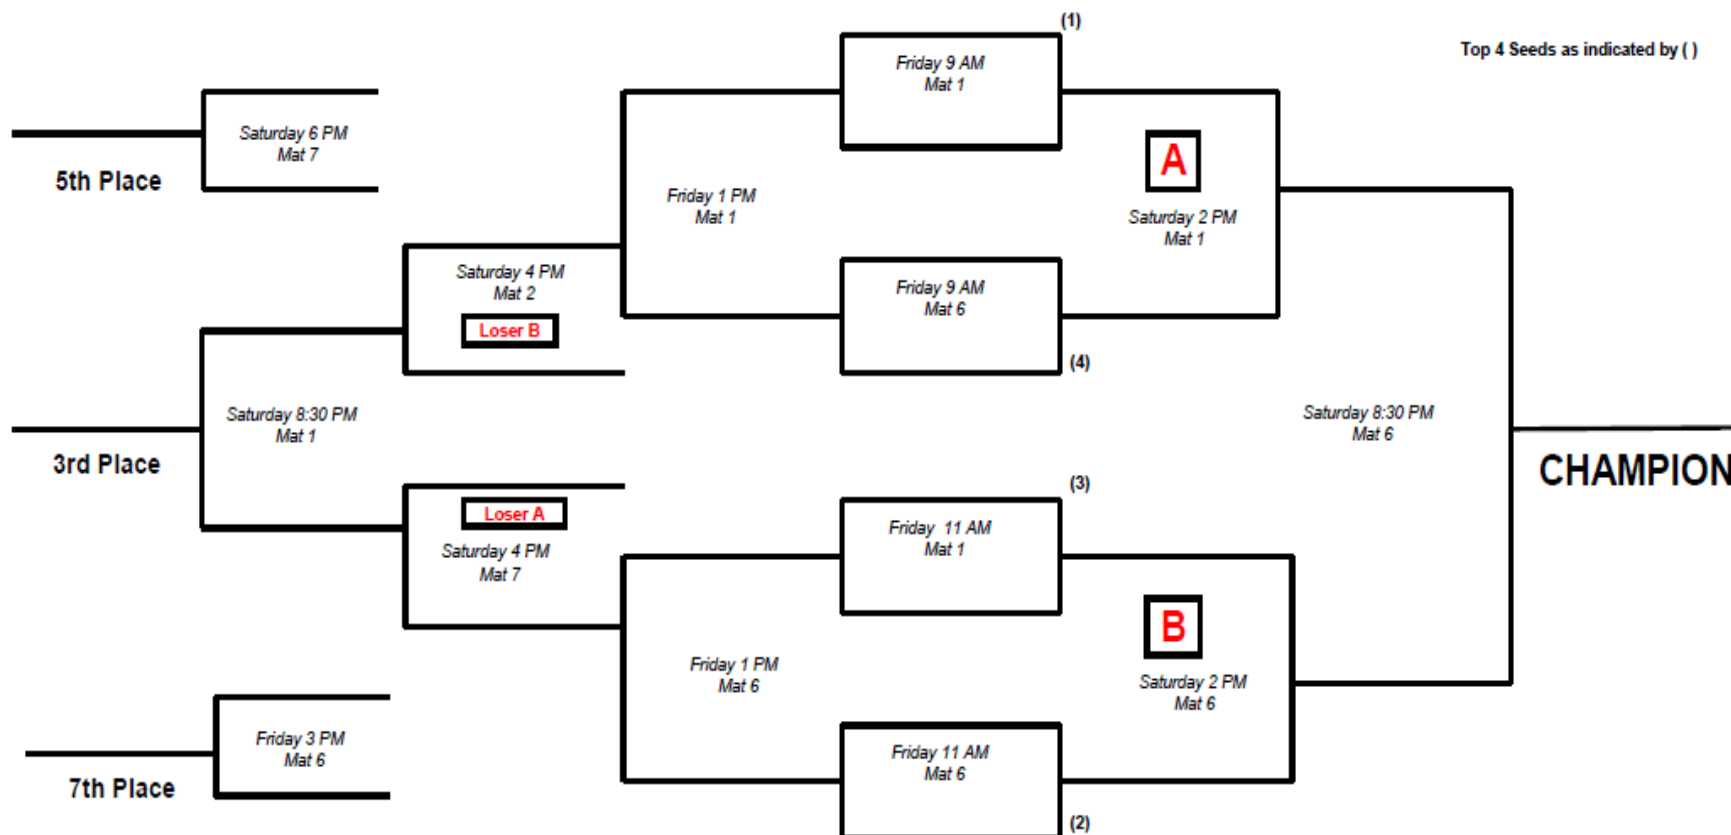 (1)
Top 4 Seeds as indicated by ( )
Friday 9 AM
Mat 1
Saturday 6 PM
Mat 7
5th Place
A
Friday 1 PM
Mat 1
Saturday 2 PM
Mat 1
Saturday 4 PM
Mat 2
Loser B
Friday 9 AM
Mat 6
(4)
Saturday 8:30 PM
Mat 1
3rd Place
Saturday 8:30 PM
Mat 6
CHAMPION
(3)
Loser A
Saturday 4 PM
Mat 7
Friday 11 AM
Mat 1
B
Friday 1 PM
Mat 6
Saturday 2 PM
Mat 6
Friday 3 PM
Mat 6
7th Place
Friday 11 AM
Mat 6
(2)